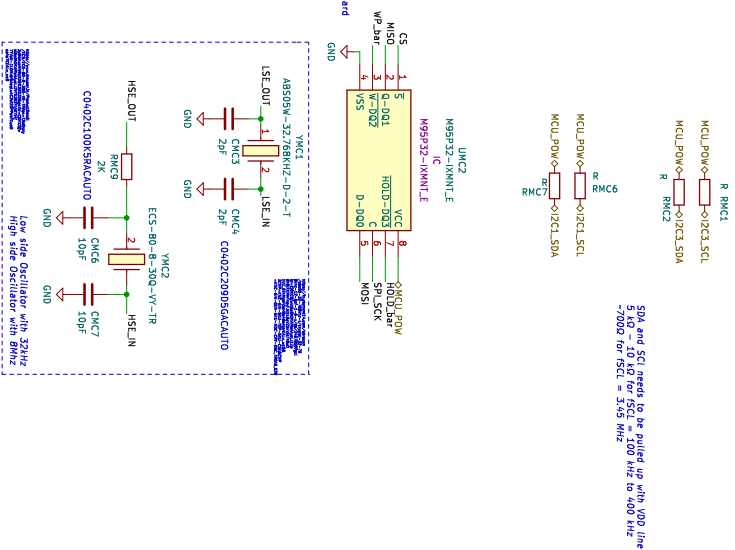 ard
CS
MISO
WP_bar
GND
1
2
3
4
S
Q-DQ1
W-DQ2
VSS
VCC
HOLD-DQ3
C
D-DQ0
8
7
6
5
MCU_POW
HOLD_bar
SPI_SCK
MOSI
UMC2
M95P32-IXMNT_E
IC
M95P32-IXMNT_E
MCU_POW
I2C3_SCL
R
RMC1
MCU_POW
I2C3_SDA
R
RMC2
MCU_POW
I2C1_SCL
R
RMC6
MCU_POW
I2C1_SDA
R
RMC7
SDA and SCl needs to be pulled up with VDD line
5 kΩ - 10 kΩ for fSCL = 100 kHz to 400 kHz
~700Ω for fSCL = 3.45 MHz
YMC1
ABS05W-32.768KHZ-D-2-T
LSE_OUT
LSE_IN
1
2
GND
CMC3
2pF
GND
CMC4
2pF
C0402C209D5GACAUTO
YMC2
ECS-80-8-30Q-VY-TR
HSE_OUT
RMC9
2K
HSE_IN
2
1
GND
CMC6
10pF
GND
CMC7
10pF
C0402C100K5RACAUTO
Low side Oscillator with 32kHz
High side Oscillator with 8Mhz